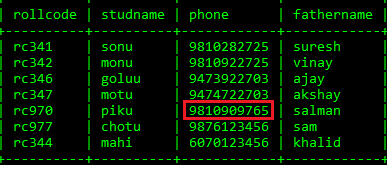 | rollcode | studname | phone | fathername
| rc341 | sonu | 9810282725 | suresh
| rc342 | monu | 9810922725 | vinay
| rc346 | goluu | 9473922703 | ajay
| rc347 | motu | 9474722703 | akshay
| rc970 | piku | 9810909765 | salman
| rc977 | chotu | 9876123456 | sam
| rc344 | mahi | 6070123456 | khalid